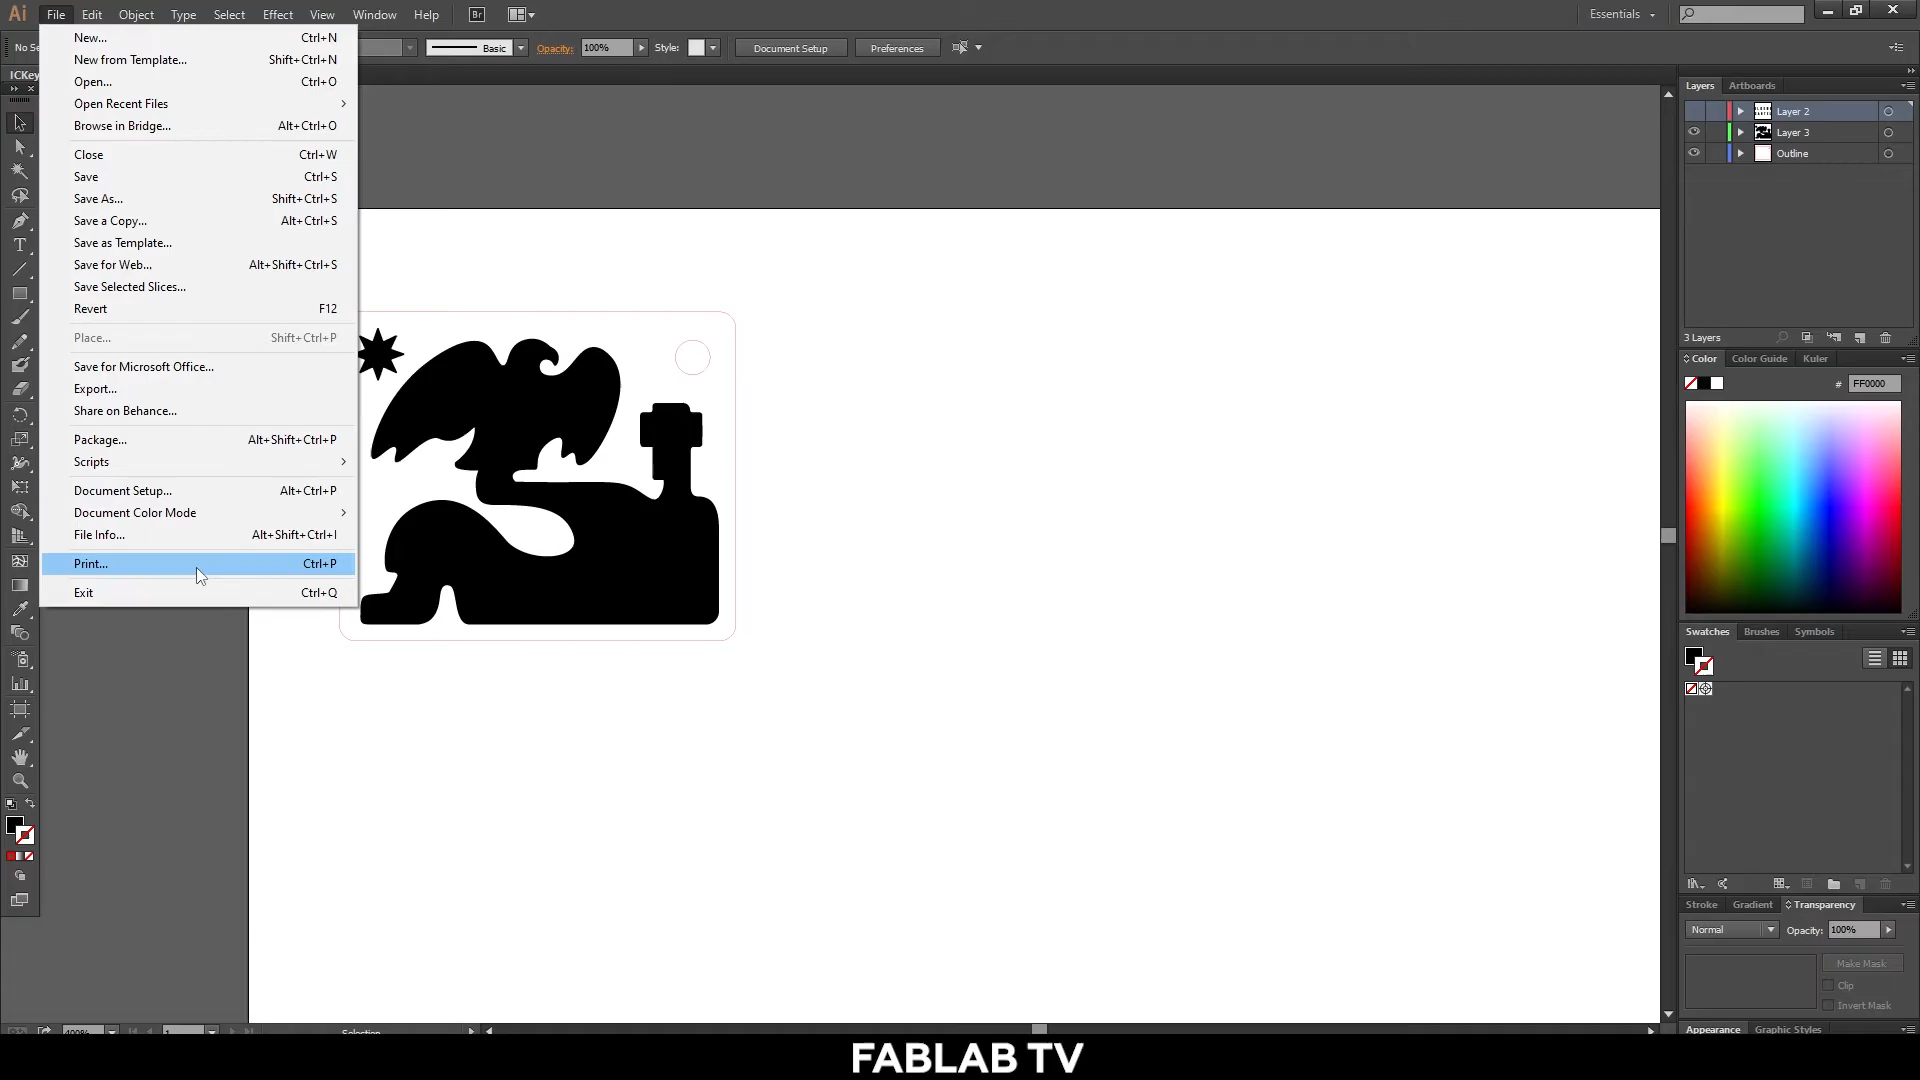 Ai File Edit Object Type Select Effect View Window Help Br Essentials
No Se Basic Opacity: 100% Style: Document Setup Preferences
ICKey
New... Ctrl+N
New from Template... Shift+Ctrl+N
Open... Ctrl+O
Open Recent Files
Browse in Bridge... Alt+Ctrl+O
Close Ctrl+W
Save Ctrl+S
Save As... Shift+Ctrl+S
Save a Copy... Alt+Ctrl+S
Save as Template...
Save for Web... Alt+Shift+Ctrl+S
Save Selected Slices...
Revert F12
Place... Shift+Ctrl+P
Save for Microsoft Office...
Export...
Share on Behance...
Package... Alt+Shift+Ctrl+P
Scripts
Document Setup... Alt+Ctrl+P
Document Color Mode
File Info... Alt+Shift+Ctrl+I
Print... Ctrl+P
Exit Ctrl+Q
Layers Artboards
Layer 2
Layer 3
Outline
3 Layers
Color Color Guide Kuler
# FF0000
Swatches Brushes Symbols
Stroke Gradient Transparency
Normal Opacity: 100%
Make Mask
Clip
Invert Mask
Appearance Graphic Styles
400% 1 Selection
FABLAB TV